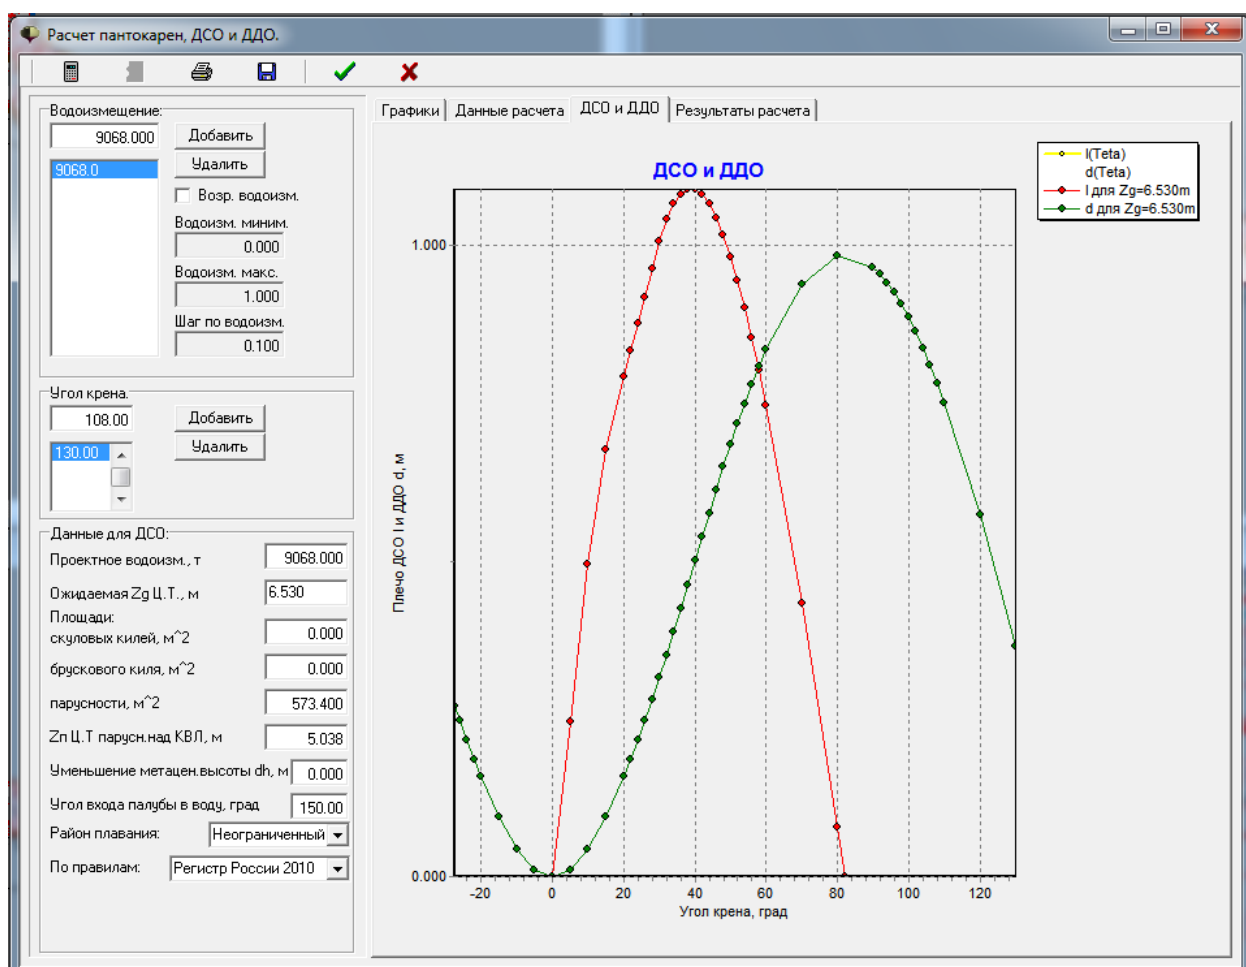 Расчет пантокарен, ДСО и ДДО.
Водоизмещение:
9068.000
Добавить
Удалить
9068.0
Возр. водоизм.
Водоизм. миним.
0.000
Водоизм. макс.
1.000
Шаг по водоизм.
0.100
Угол крена.
108.00
Добавить
Удалить
130.00
Данные для ДСО:
Проектное водоизм., т
9068.000
Ожидаемая Zg Ц.Т., м
6.530
Площади:
скуловых килей, м^2
0.000
брускового киля, м^2
0.000
парусности, м^2
573.400
Zп Ц.Т парусн.над КВЛ, м
5.038
Уменьшение метацен.высоты dh, м
0.000
Угол входа палубы в воду, град
150.00
Район плавания:
Неограниченный
По правилам:
Регистр России 2010
Графики
Данные расчета
ДСО и ДДО
Результаты расчета
ДСО и ДДО
l(Teta)
d(Teta)
l для Zg=6.530m
d для Zg=6.530m
Плечо ДСО l и ДДО d, м
1.000
0.000
-20 0 20 40 60 80 100 120
Угол крена, град